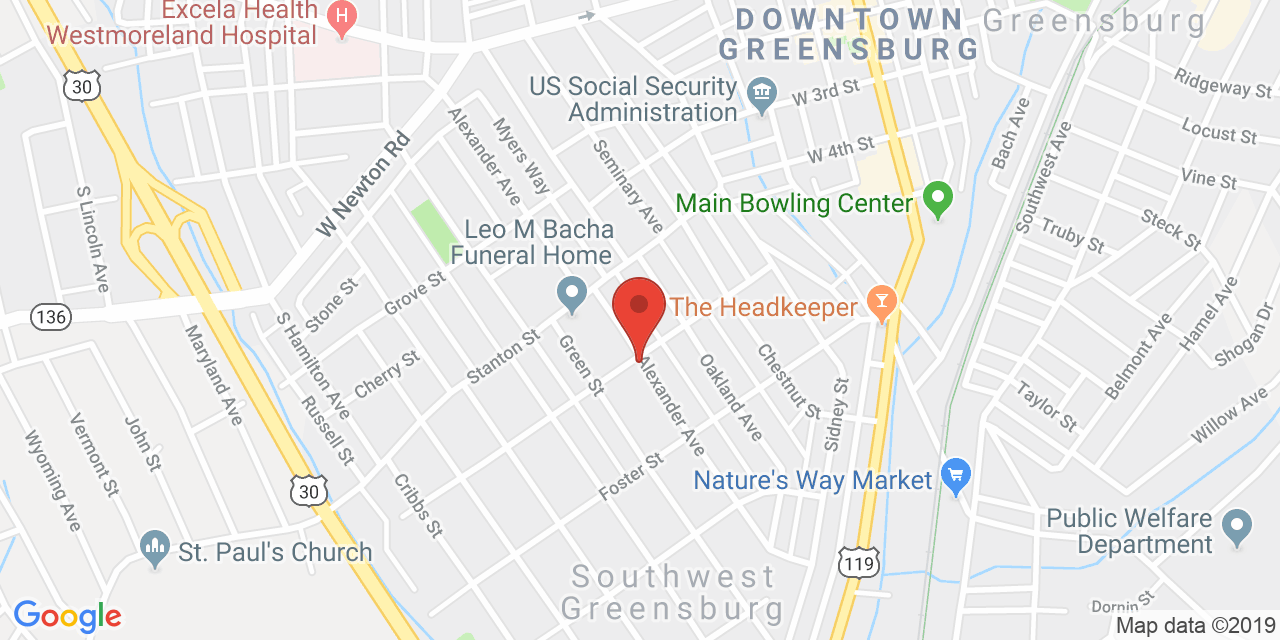 Excela Health
Westmoreland Hospital
DOWNTOWN
GREENSBURG
Greensburg
30
US Social Security
Administration
W 3rd St
W 4th St
Ridgeway St
Locust St
Vine St
Steck St
Truby St
Bach Ave
Southwest Ave
Alexander Ave
Myers Way
Seminary Ave
W Newton Rd
S Lincoln Ave
Main Bowling Center
Leo M Bacha
Funeral Home
136
Stone St
Grove St
The Headkeeper
Hamel Ave
Shogan Dr
Belmont Ave
Maryland Ave
S Hamilton Ave
Cherry St
Stanton St
Green St
Alexander Ave
Oakland Ave
Chestnut St
Sidney St
Taylor St
Willow Ave
Wyoming Ave
Vermont St
John St
Russell St
Cribbs St
Foster St
30
Nature's Way Market
Public Welfare
Department
St. Paul's Church
119
Southwest
Greensburg
Dornin St
Google
Map data ©2019